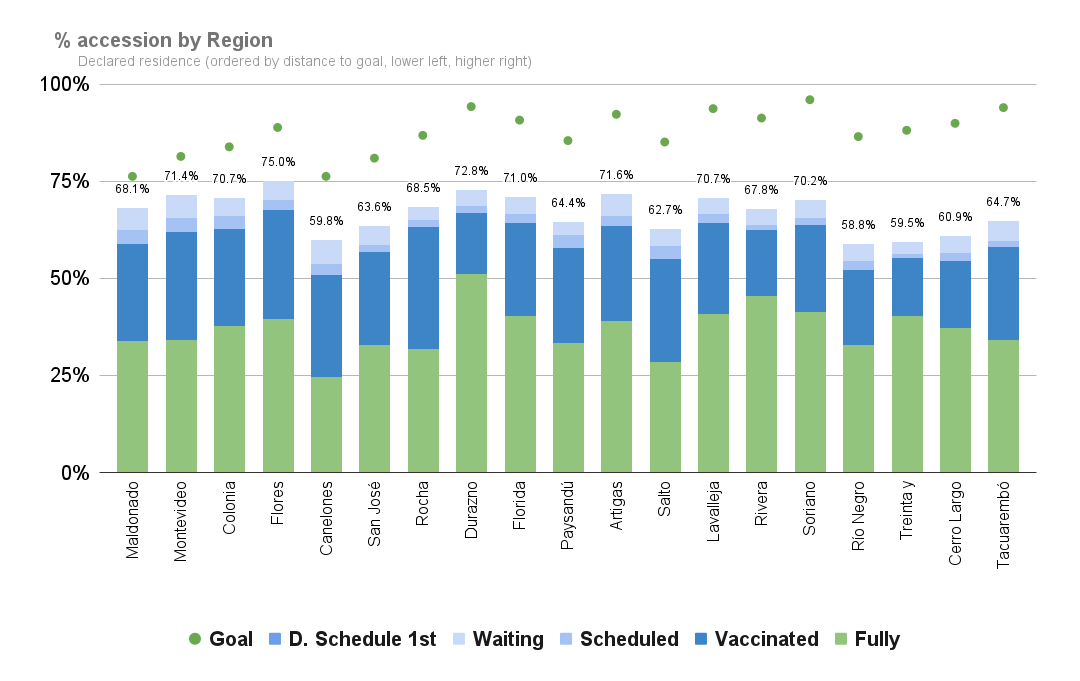 % accession by Region
Declared residence (ordered by distance to goal, lower left, higher right)
100%
75%
50%
25%
0%
68.1%
71.4%
70.7%
75.0%
59.8%
63.6%
68.5%
72.8%
71.0%
64.4%
71.6%
62.7%
70.7%
67.8%
70.2%
58.8%
59.5%
60.9%
64.7%
Maldonado
Montevideo
Colonia
Flores
Canelones
San José
Rocha
Durazno
Florida
Paysandú
Artigas
Salto
Lavalleja
Rivera
Soriano
Río Negro
Treinta y
Cerro Largo
Tacuarembó
Goal D. Schedule 1st Waiting Scheduled Vaccinated Fully